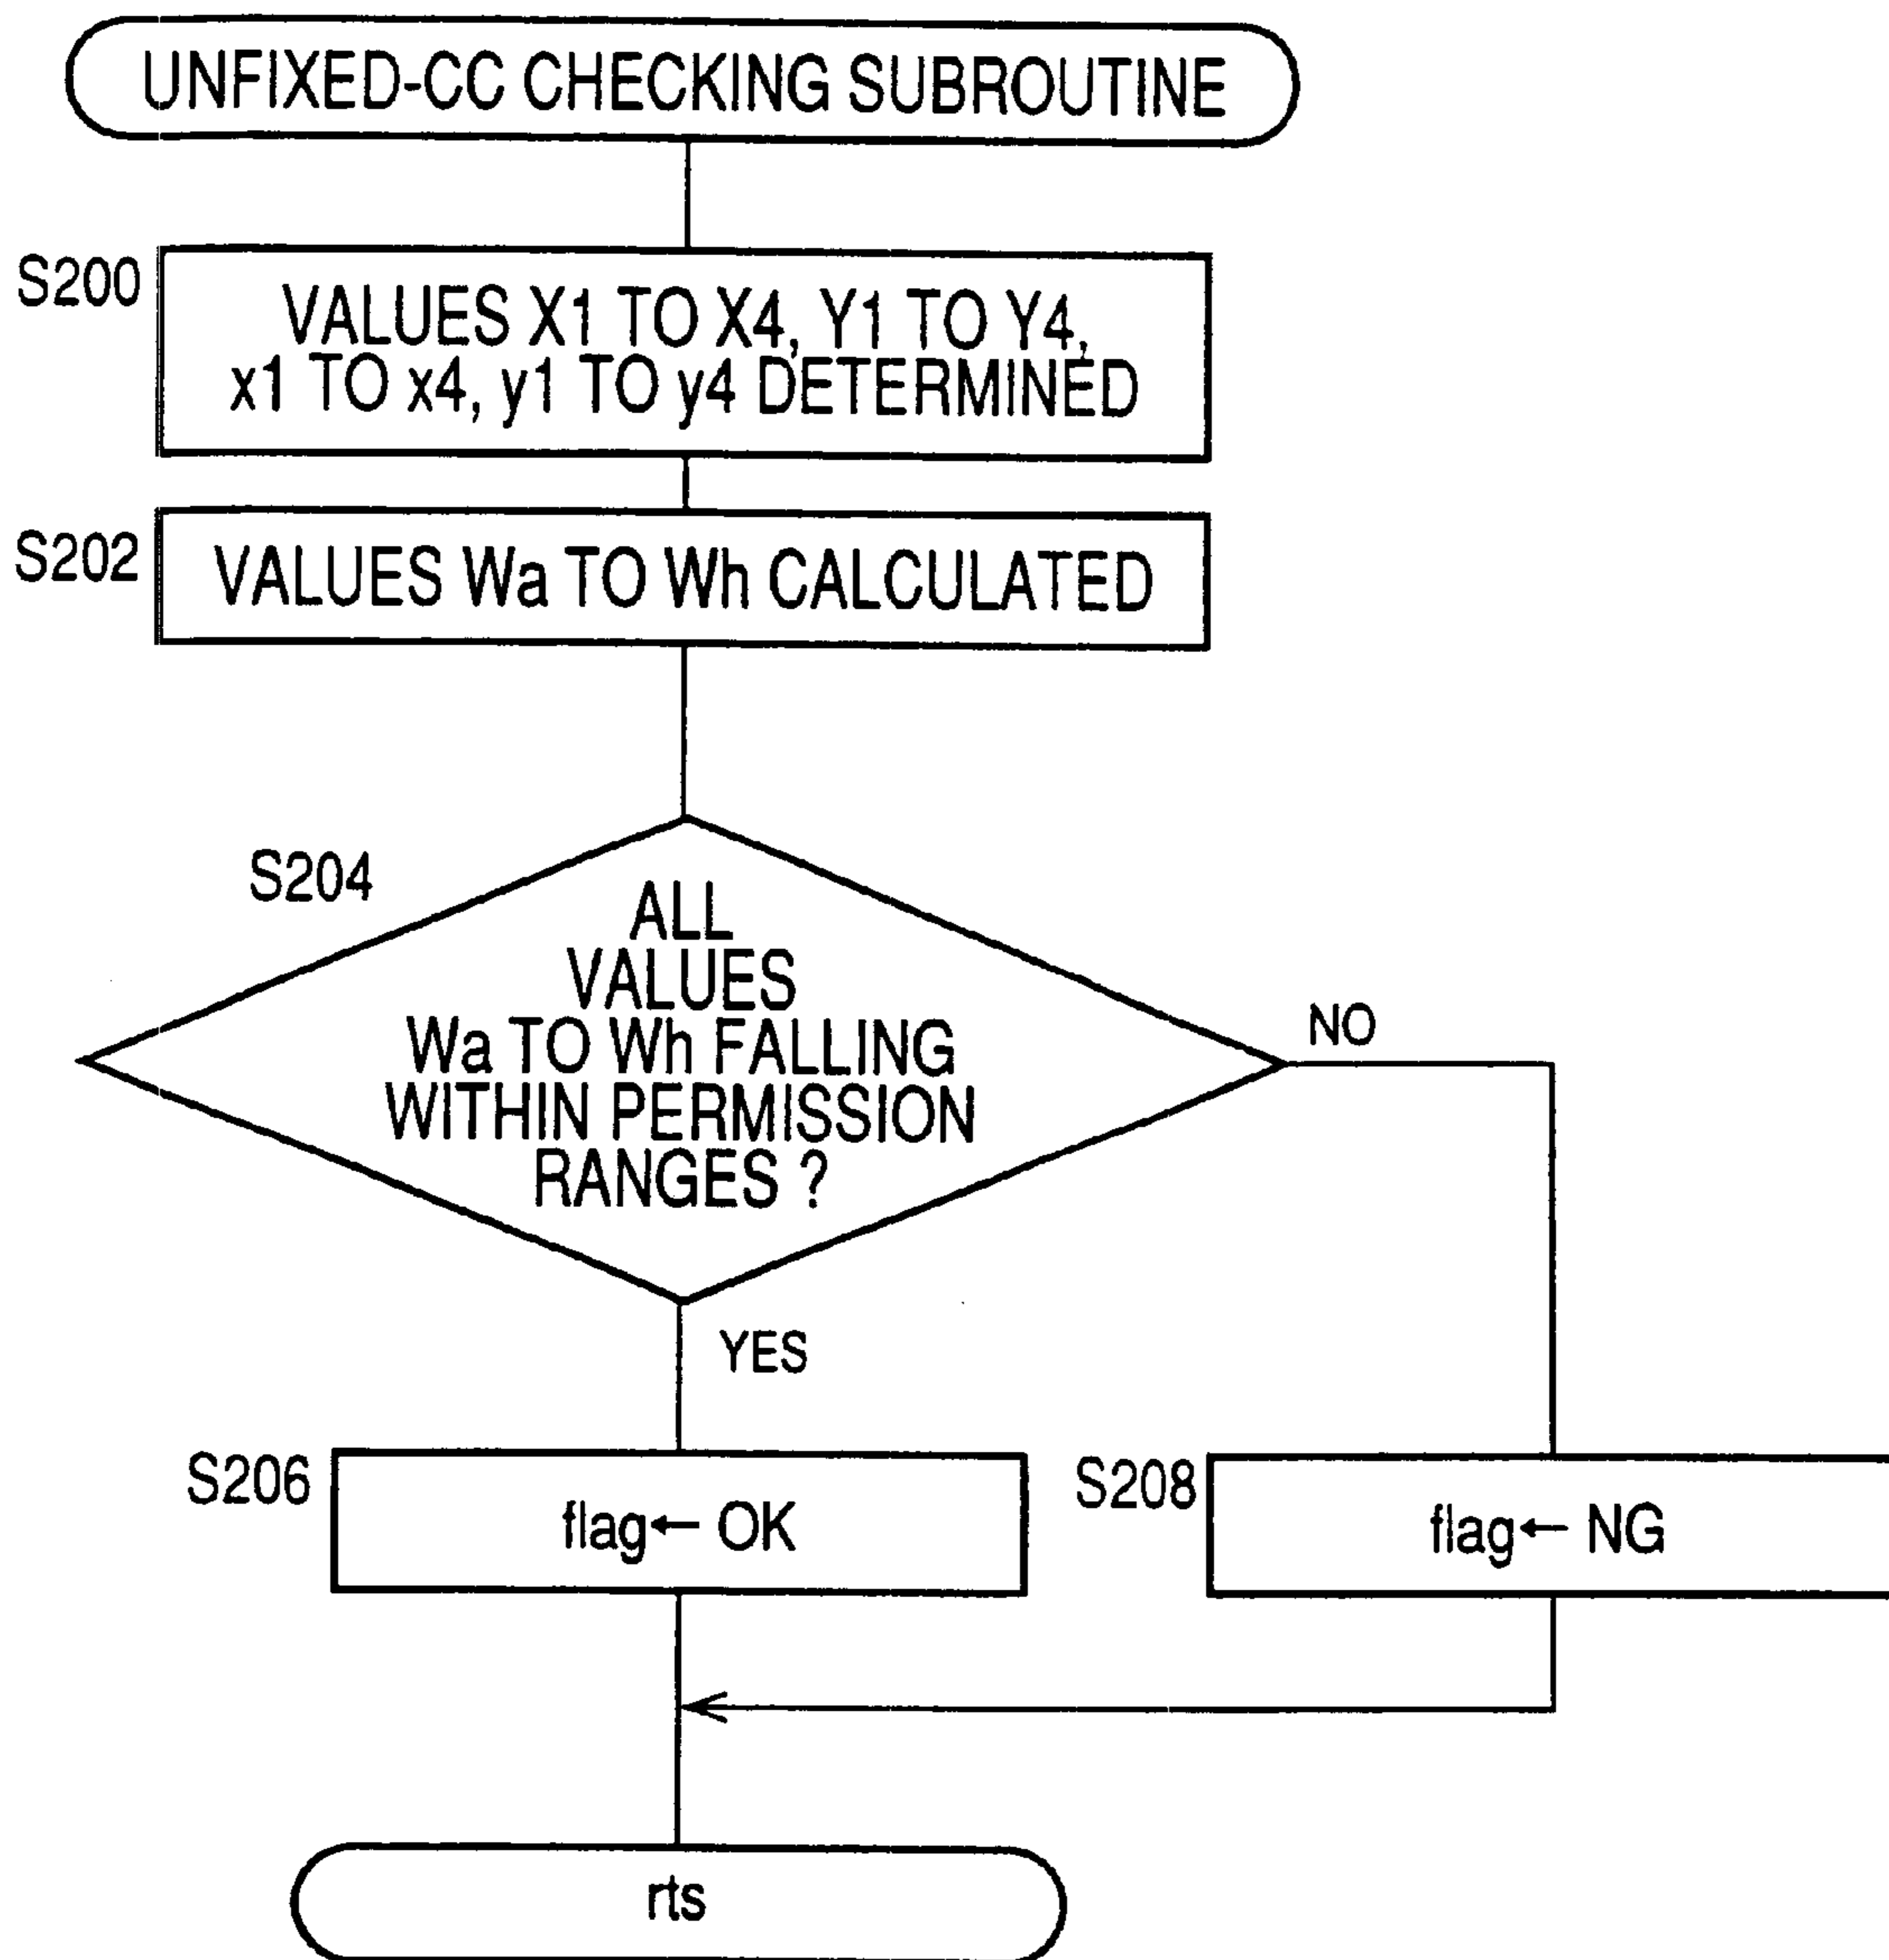 UNFIXED-CC CHECKING SUBROUTINE
S200
VALUES X1 TO X4, Y1 TO Y4,
x1 TO x4, y1 TO y4 DETERMINED
S202
VALUES Wa TO Wh CALCULATED
S204
ALL
VALUES
Wa TO Wh FALLING
WITHIN PERMISSION
RANGES ?
NO
YES
S206
flag← OK
S208
flag← NG
rts